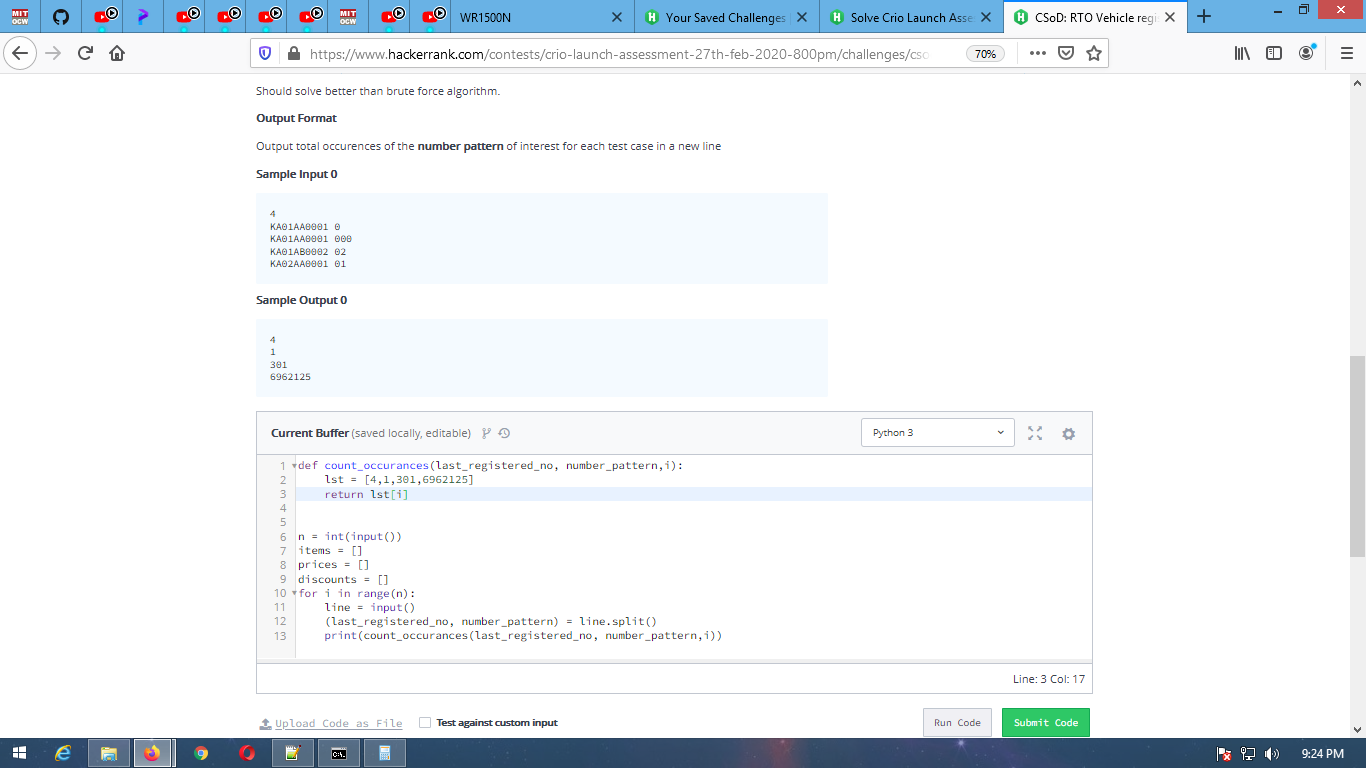 MIT
OCW
MIT
OCW
WR1500N
Your Saved Challenges
Solve Crio Launch Asse
CSoD: RTO Vehicle regi
https://www.hackerrank.com/contests/crio-launch-assessment-27th-feb-2020-800pm/challenges/cso
70%
Should solve better than brute force algorithm.
Output Format
Output total occurences of the number pattern of interest for each test case in a new line
Sample Input 0
4
KA01AA0001 0
KA01AA0001 000
KA01AB0002 02
KA02AA0001 01
Sample Output 0
4
1
301
6962125
Current Buffer (saved locally, editable)
Python 3
1 def count_occurances(last_registered_no, number_pattern,i):
2 lst = [4,1,301,6962125]
3 return lst[i]
4
5
6 n = int(input())
7 items = []
8 prices = []
9 discounts = []
10 for i in range(n):
11 line = input()
12 (last_registered_no, number_pattern) = line.split()
13 print(count_occurances(last_registered_no, number_pattern,i))
Line: 3 Col: 17
Upload Code as File
Test against custom input
Run Code
Submit Code
9:24 PM